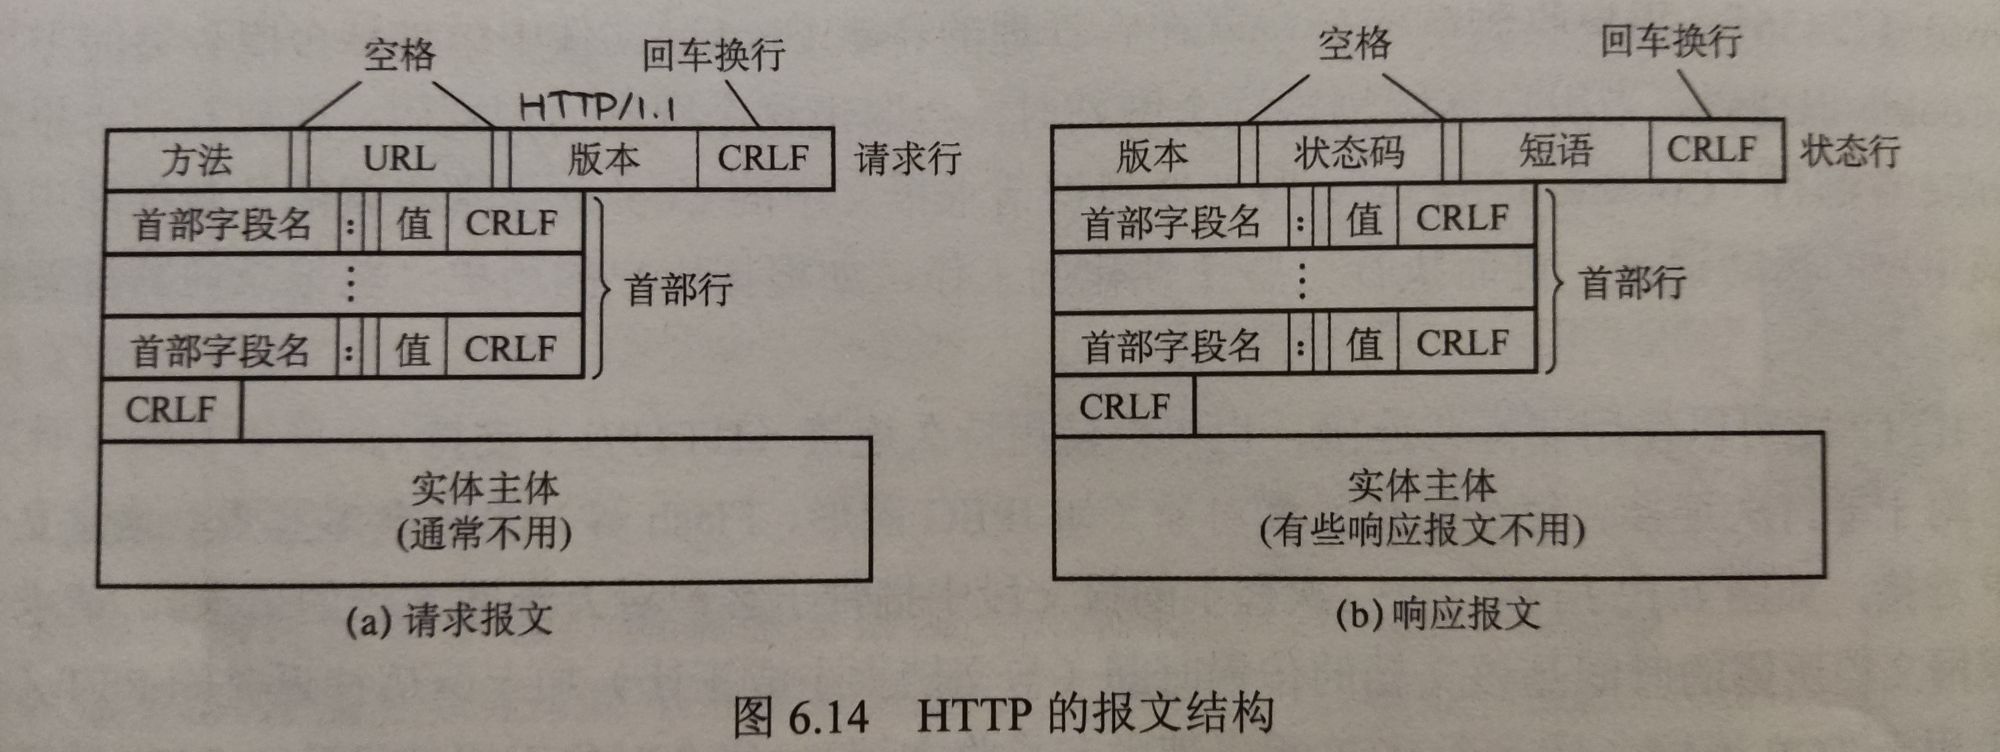 空格 回车换行
HTTP/1.1
方法 URL 版本 CRLF 请求行
首部字段名 : 值 CRLF
⋮
首部行
首部字段名 : 值 CRLF
CRLF
实体主体
(通常不用)
(a) 请求报文
空格 回车换行
版本 状态码 短语 CRLF 状态行
首部字段名 : 值 CRLF
⋮
首部行
首部字段名 : 值 CRLF
CRLF
实体主体
(有些响应报文不用)
(b) 响应报文
图 6.14 HTTP 的报文结构